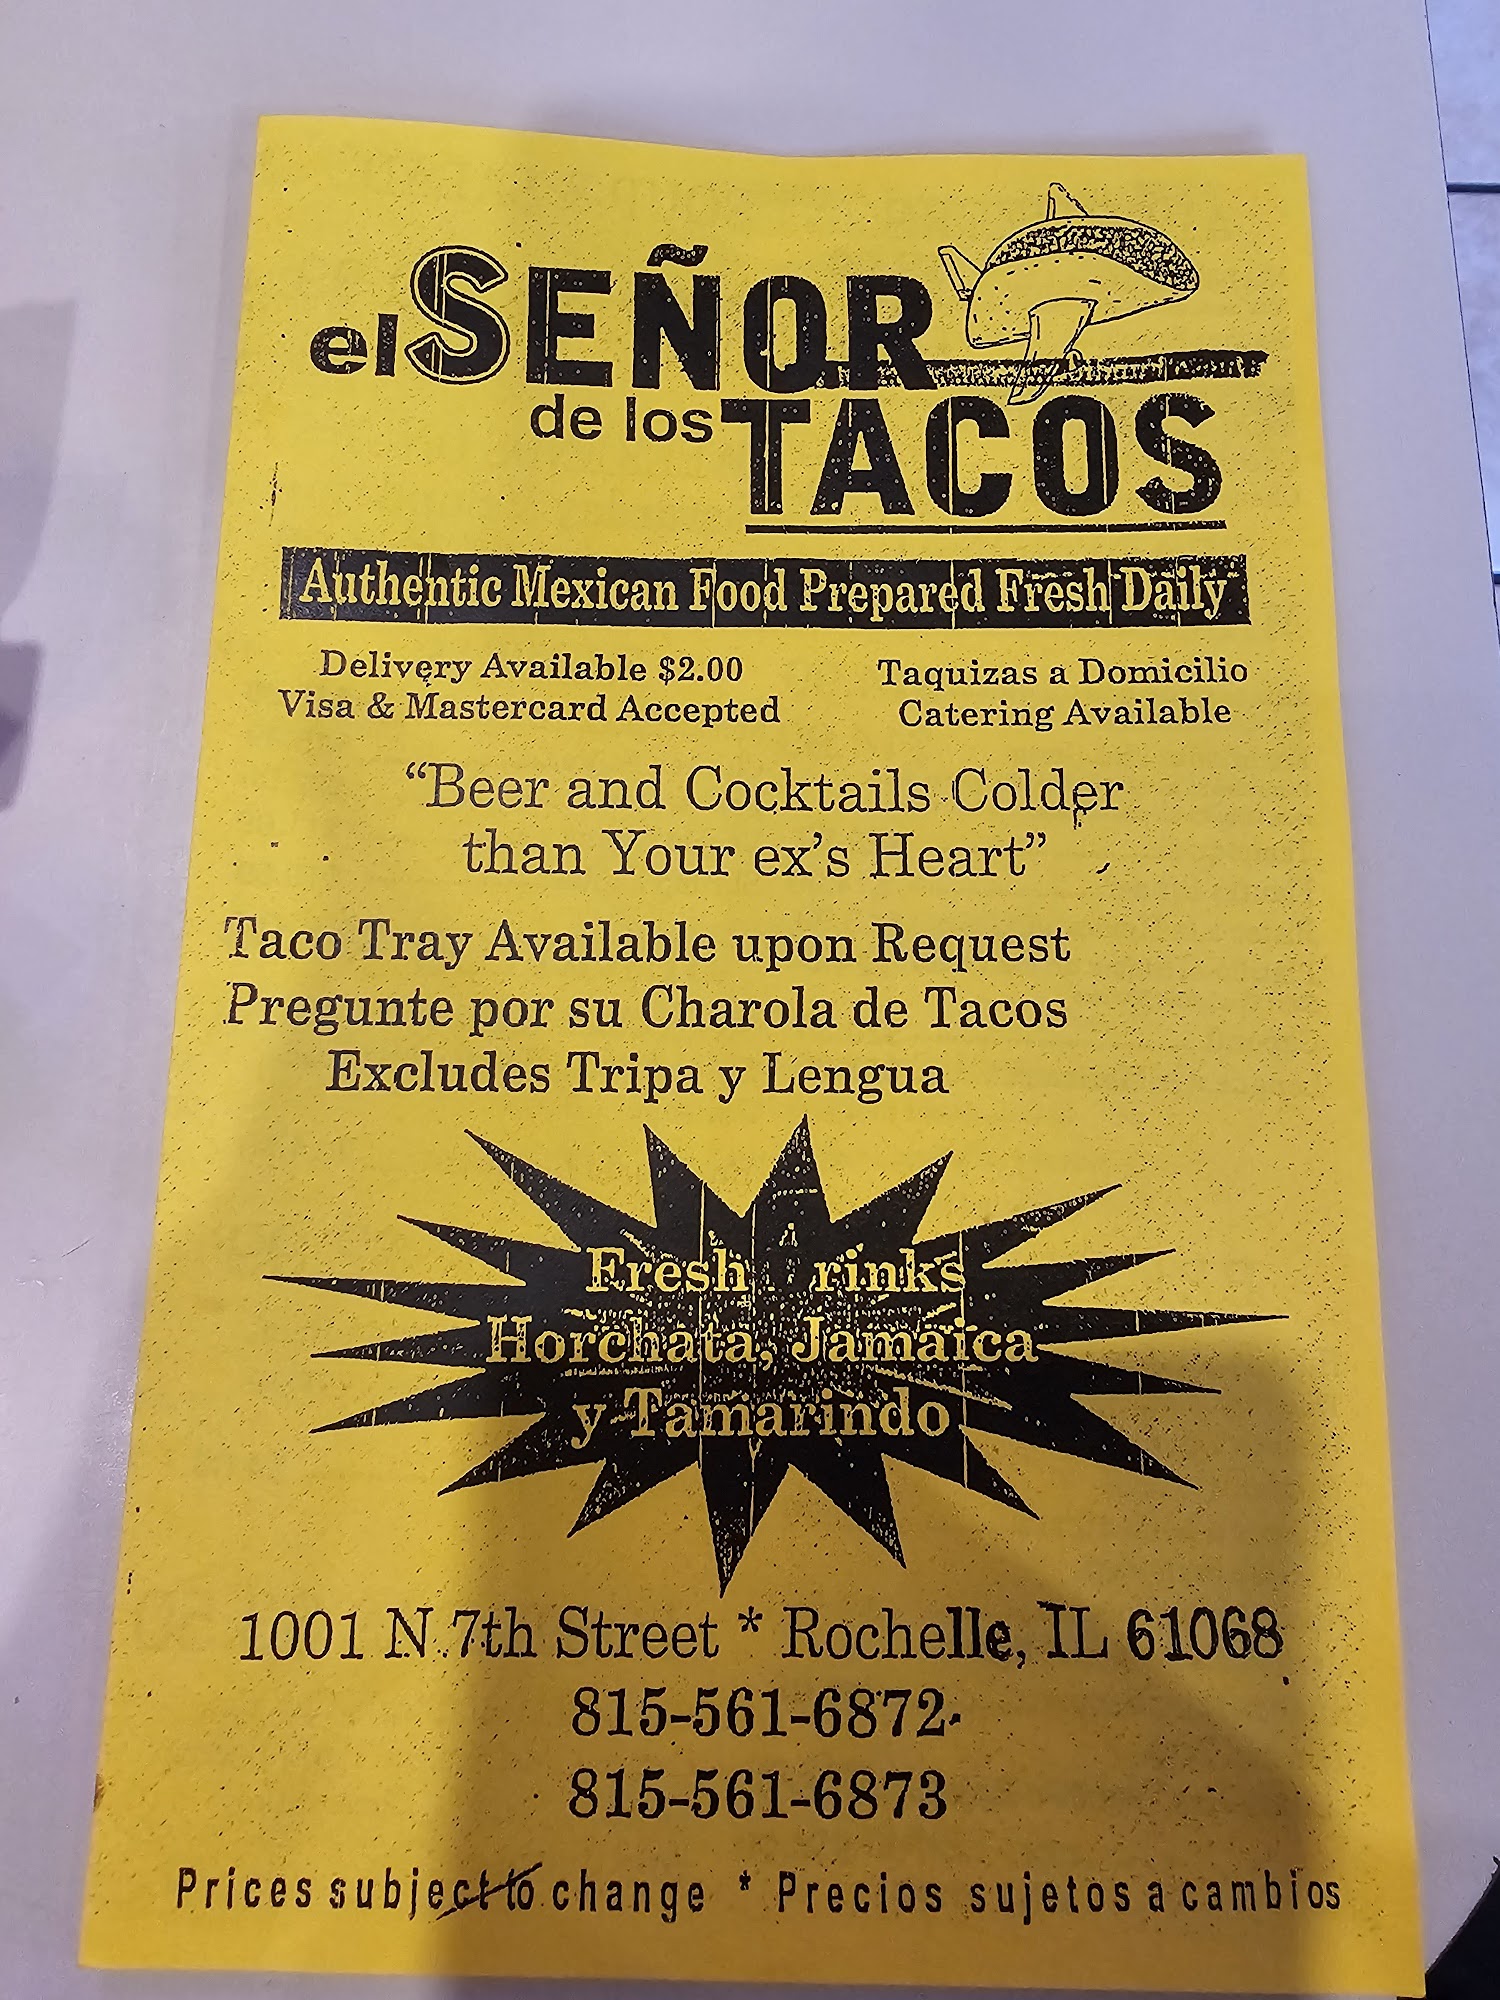 el SEÑOR
de los TACOS
Authentic Mexican Food Prepared Fresh Daily
Delivery Available $2.00
Visa & Mastercard Accepted
Taquizas a Domicilio
Catering Available
“Beer and Cocktails Colder
than Your ex’s Heart”
Taco Tray Available upon Request
Pregunte por su Charola de Tacos
Excludes Tripa y Lengua
Fresh Drinks
Horchata, Jamaica
y Tamarindo
1001 N. 7th Street * Rochelle, IL 61068
815-561-6872
815-561-6873
Prices subject to change * Precios sujetos a cambios